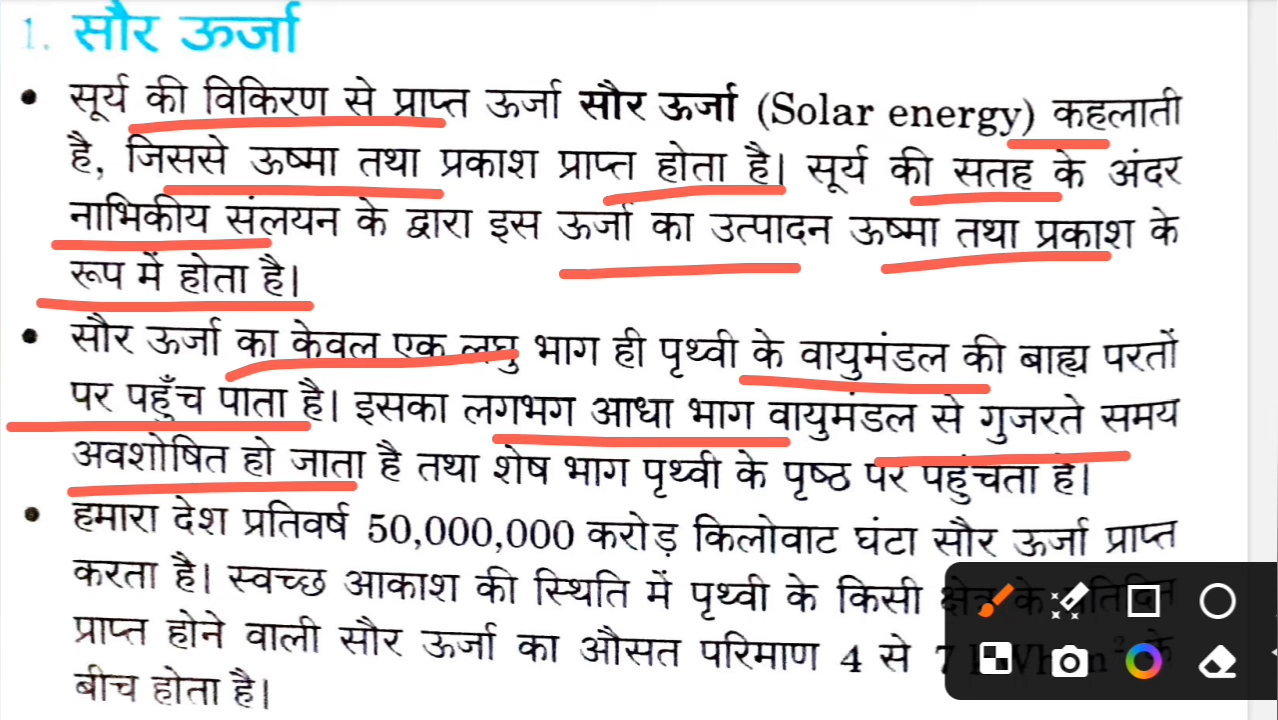 1. सौर ऊर्जा
• सूर्य की विकिरण से प्राप्त ऊर्जा सौर ऊर्जा (Solar energy) कहलाती
है, जिससे ऊष्मा तथा प्रकाश प्राप्त होता है। सूर्य की सतह के अंदर
नाभिकीय संलयन के द्वारा इस ऊर्जा का उत्पादन ऊष्मा तथा प्रकाश के
रूप में होता है।
• सौर ऊर्जा का केवल एक लघु भाग ही पृथ्वी के वायुमंडल की बाह्य परतों
पर पहुँच पाता है। इसका लगभग आधा भाग वायुमंडल से गुजरते समय
अवशोषित हो जाता है तथा शेष भाग पृथ्वी के पृष्ठ पर पहुंचता है।
• हमारा देश प्रतिवर्ष 50,000,000 करोड़ किलोवाट घंटा सौर ऊर्जा प्राप्त
करता है। स्वच्छ आकाश की स्थिति में पृथ्वी के किसी क्षेत्र के प्रतिदिन
प्राप्त होने वाली सौर ऊर्जा का औसत परिमाण 4 से 7 के
बीच होता है।